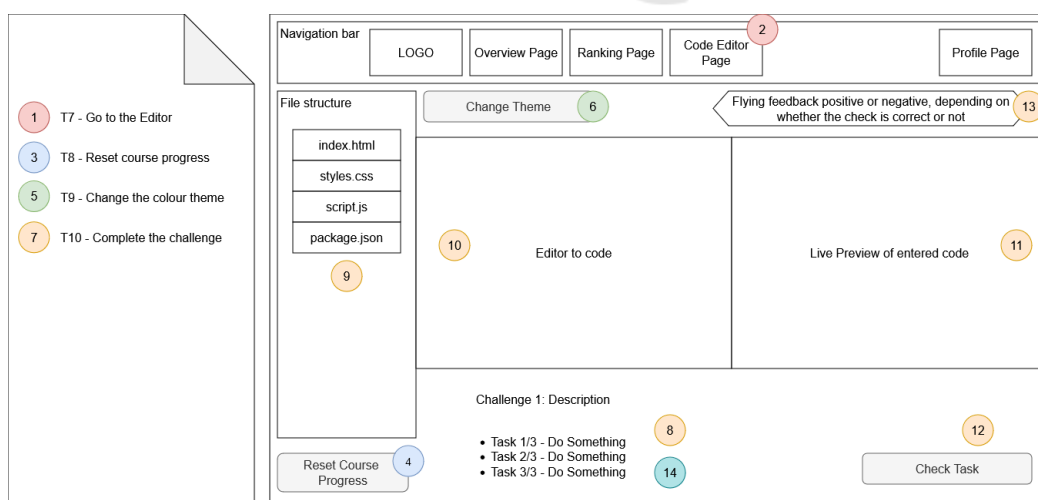 1 T7 - Go to the Editor
3 T8 - Reset course progress
5 T9 - Change the colour theme
7 T10 - Complete the challenge
Navigation bar
LOGO
Overview Page
Ranking Page
Code Editor
Page
2
Profile Page
File structure
index.html
styles.css
script.js
package.json
9
Change Theme
6
Flying feedback positive or negative, depending on
whether the check is correct or not
13
10
Editor to code
Live Preview of entered code
11
Challenge 1: Description
Task 1/3 - Do Something
Task 2/3 - Do Something
Task 3/3 - Do Something
8
14
12
Reset Course
Progress
4
Check Task